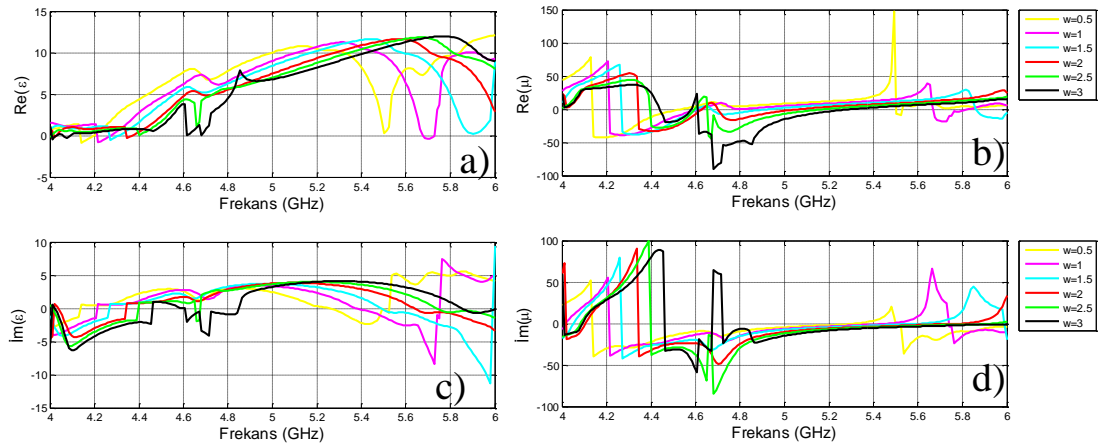 15
10
5
0
-5
Re(ε)
4 4.2 4.4 4.6 4.8 5 5.2 5.4 5.6 5.8 6
Frekans (GHz)
a)
150
100
50
0
-50
-100
Re(μ)
4 4.2 4.4 4.6 4.8 5 5.2 5.4 5.6 5.8 6
Frekans (GHz)
b)
w=0.5
w=1
w=1.5
w=2
w=2.5
w=3
10
5
0
-5
-10
-15
İm(ε)
4 4.2 4.4 4.6 4.8 5 5.2 5.4 5.6 5.8 6
Frekans (GHz)
c)
100
50
0
-50
-100
İm(μ)
4 4.2 4.4 4.6 4.8 5 5.2 5.4 5.6 5.8 6
Frekans (GHz)
d)
w=0.5
w=1
w=1.5
w=2
w=2.5
w=3